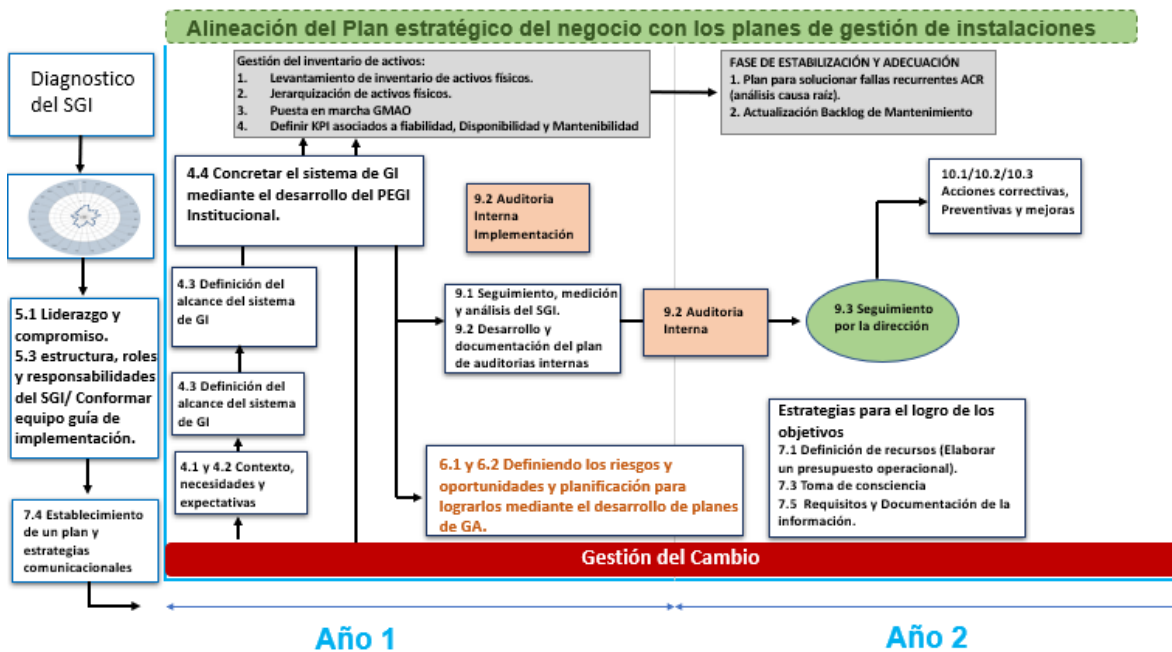 Alineación del Plan estratégico del negocio con los planes de gestión de instalaciones
Diagnostico
del SGI
5.1 Liderazgo y
compromiso.
5.3 estructura, roles
y responsabilidades
del SGI/ Conformar
equipo guía de
implementación.
7.4 Establecimiento
de un plan y
estrategias
comunicacionales
Gestión del inventario de activos:
1. Levantamiento de inventario de activos físicos.
2. Jerarquización de activos físicos.
3. Puesta en marcha GMAO
4. Definir KPI asociados a fiabilidad, Disponibilidad y Mantenibilidad
FASE DE ESTABILIZACIÓN Y ADECUACIÓN
1. Plan para solucionar fallas recurrentes ACR
(análisis causa raíz).
2. Actualización Backlog de Mantenimiento
4.4 Concretar el sistema de GI
mediante el desarrollo del PEGI
Institucional.
9.2 Auditoria
Interna
Implementación
10.1/10.2/10.3
Acciones correctivas,
Preventivas y mejoras
4.3 Definición del
alcance del sistema
de GI
4.3 Definición del
alcance del sistema
de GI
4.1 y 4.2 Contexto,
necesidades y
expectativas
9.1 Seguimiento, medición
y análisis del SGI.
9.2 Desarrollo y
documentación del plan
de auditorias internas
9.2 Auditoria
Interna
9.3 Seguimiento
por la dirección
6.1 y 6.2 Definiendo los riesgos y
oportunidades y planificación para
lograrlos mediante el desarrollo de planes
de GA.
Estrategias para el logro de los
objetivos
7.1 Definición de recursos (Elaborar
un presupuesto operacional).
7.3 Toma de consciencia
7.5 Requisitos y Documentación de la
información.
Gestión del Cambio
Año 1
Año 2